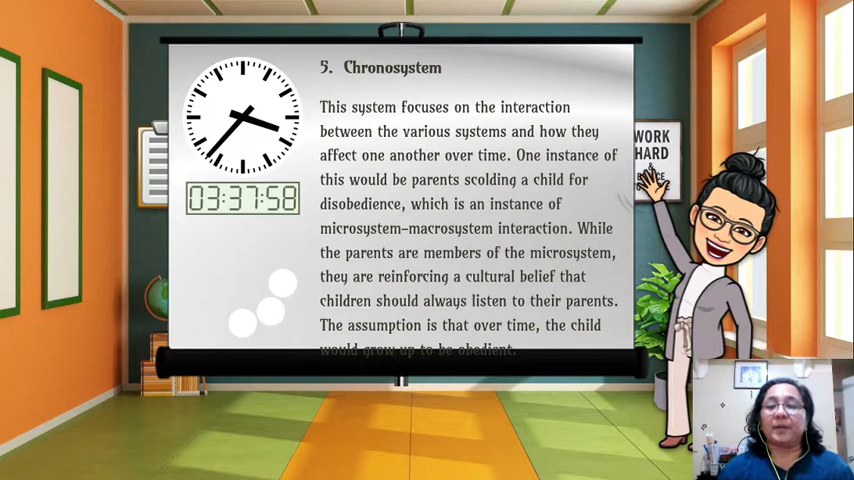 5. Chronosystem
This system focuses on the interaction
between the various systems and how they
affect one another over time. One instance of
this would be parents scolding a child for
disobedience, which is an instance of
microsystem-macrosystem interaction. While
the parents are members of the microsystem,
they are reinforcing a cultural belief that
children should always listen to their parents.
The assumption is that over time, the child
would grow up to be obedient.
03:37:58
WORK
HARD